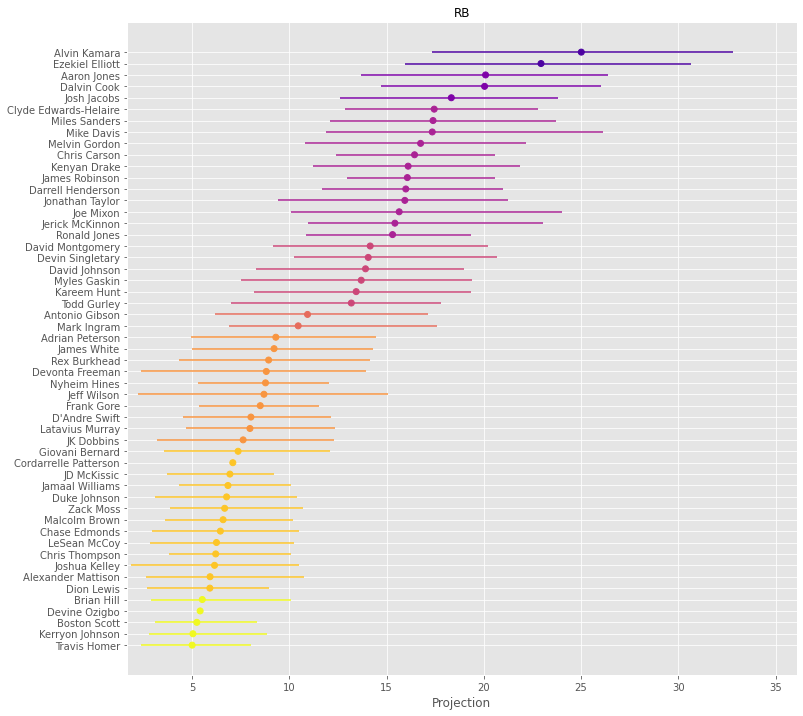 RB
Alvin Kamara
Ezekiel Elliott
Aaron Jones
Dalvin Cook
Josh Jacobs
Clyde Edwards-Helaire
Miles Sanders
Mike Davis
Melvin Gordon
Chris Carson
Kenyan Drake
James Robinson
Darrell Henderson
Jonathan Taylor
Joe Mixon
Jerick McKinnon
Ronald Jones
David Montgomery
Devin Singletary
David Johnson
Myles Gaskin
Kareem Hunt
Todd Gurley
Antonio Gibson
Mark Ingram
Adrian Peterson
James White
Rex Burkhead
Devonta Freeman
Nyheim Hines
Jeff Wilson
Frank Gore
D'Andre Swift
Latavius Murray
JK Dobbins
Giovani Bernard
Cordarrelle Patterson
JD McKissic
Jamaal Williams
Duke Johnson
Zack Moss
Malcolm Brown
Chase Edmonds
LeSean McCoy
Chris Thompson
Joshua Kelley
Alexander Mattison
Dion Lewis
Brian Hill
Devine Ozigbo
Boston Scott
Kerryon Johnson
Travis Homer
5 10 15 20 25 30 35
Projection